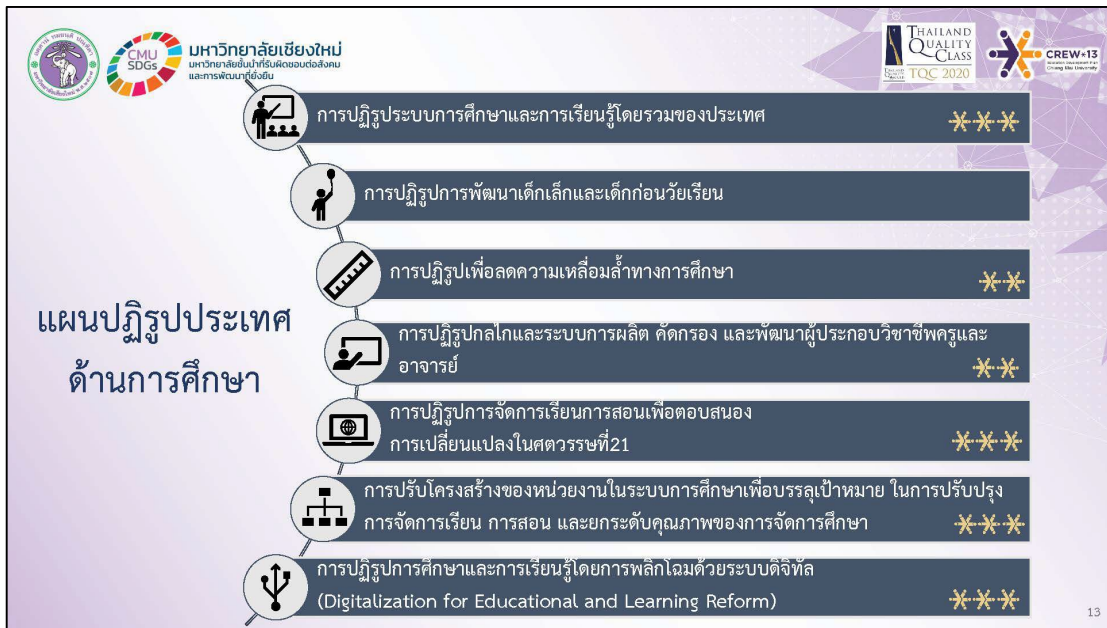 CMU
SDGs
มหาวิทยาลัยเชียงใหม่
มหาวิทยาลัยชั้นนำที่รับผิดชอบต่อสังคม
และการพัฒนาที่ยั่งยืน
THAILAND
QUALITY
CLASS
TQC 2020
CREW*13
Chiang Mai University
แผนปฏิรูปประเทศ
ด้านการศึกษา
การปฏิรูประบบการศึกษาและการเรียนรู้โดยรวมของประเทศ
การปฏิรูปการพัฒนาเด็กเล็กและเด็กก่อนวัยเรียน
การปฏิรูปเพื่อลดความเหลื่อมล้ำทางการศึกษา
การปฏิรูปกลไกและระบบการผลิต คัดกรอง และพัฒนาผู้ประกอบวิชาชีพครูและ
อาจารย์
การปฏิรูปการจัดการเรียนการสอนเพื่อตอบสนอง
การเปลี่ยนแปลงในศตวรรษที่21
การปรับโครงสร้างของหน่วยงานในระบบการศึกษาเพื่อบรรลุเป้าหมาย ในการปรับปรุง
การจัดการเรียน การสอน และยกระดับคุณภาพของการจัดการศึกษา
การปฏิรูปการศึกษาและการเรียนรู้โดยการพลิกโฉมด้วยระบบดิจิทัล
(Digitalization for Educational and Learning Reform)
13